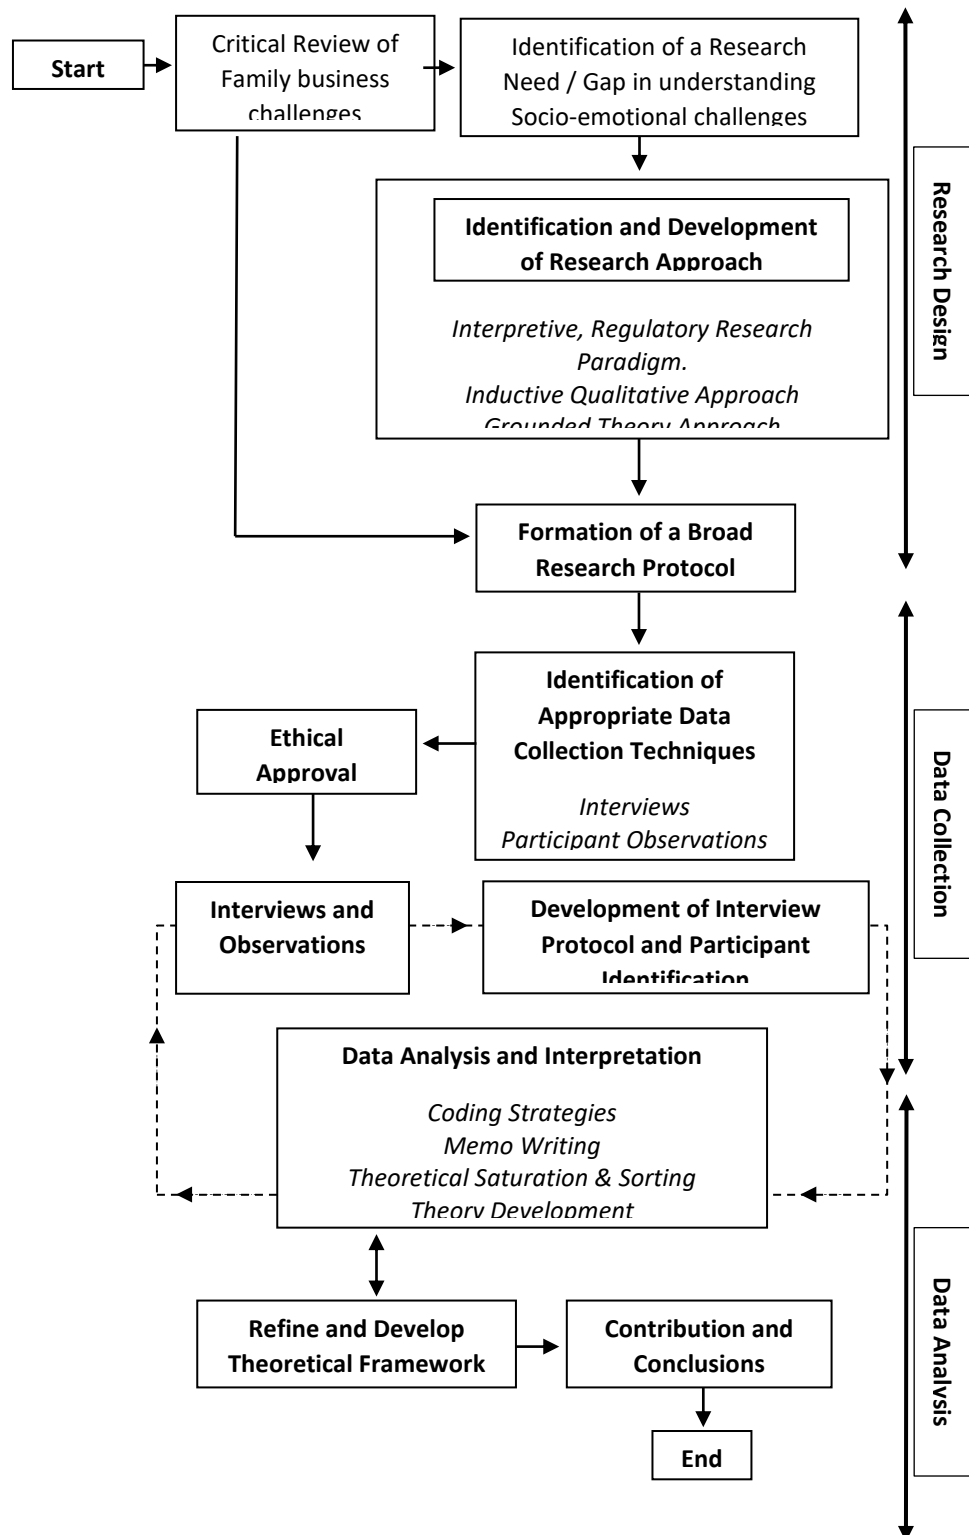 Start
Critical Review of
Family business
challenges
Identification of a Research
Need / Gap in understanding
Socio-emotional challenges
Identification and Development
of Research Approach
Interpretive, Regulatory Research
Paradigm.
Inductive Qualitative Approach
Grounded Theory Approach
Research Design
Formation of a Broad
Research Protocol
Identification of
Appropriate Data
Collection Techniques
Interviews
Participant Observations
Ethical
Approval
Data Collection
Interviews and
Observations
Development of Interview
Protocol and Participant
Identification
Data Analysis and Interpretation
Coding Strategies
Memo Writing
Theoretical Saturation & Sorting
Theory Development
Refine and Develop
Theoretical Framework
Contribution and
Conclusions
Data Analysis
End